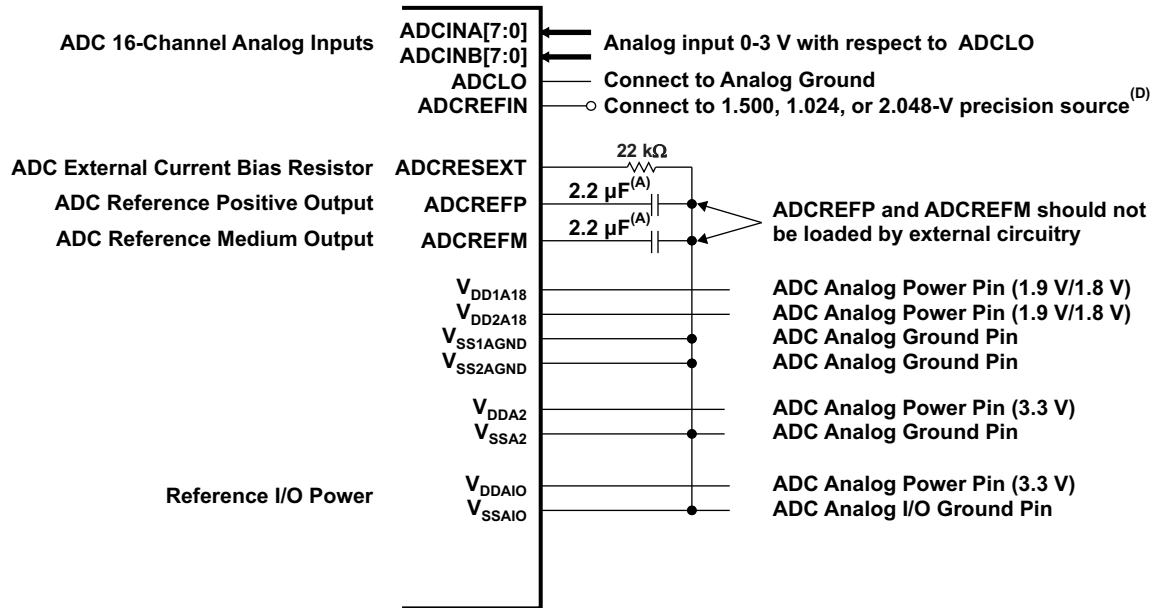 ADC 16-Channel Analog Inputs
ADCINA[7:0]
ADCINB[7:0]
Analog input 0-3 V with respect to ADCLO
ADCLO
Connect to Analog Ground
ADCREFIN
Connect to 1.500, 1.024, or 2.048-V precision source(D)
ADC External Current Bias Resistor
ADCRESEXT
22 kΩ
ADC Reference Positive Output
ADCREFP
2.2 µF(A)
ADC Reference Medium Output
ADCREFM
2.2 µF(A)
ADCREFP and ADCREFM should not
be loaded by external circuitry
VDD1A18
ADC Analog Power Pin (1.9 V/1.8 V)
VDD2A18
ADC Analog Power Pin (1.9 V/1.8 V)
VSS1AGND
ADC Analog Ground Pin
VSS2AGND
ADC Analog Ground Pin
VDDA2
ADC Analog Power Pin (3.3 V)
VSSA2
ADC Analog Ground Pin
Reference I/O Power
VDDAIO
ADC Analog Power Pin (3.3 V)
VSSAIO
ADC Analog I/O Ground Pin